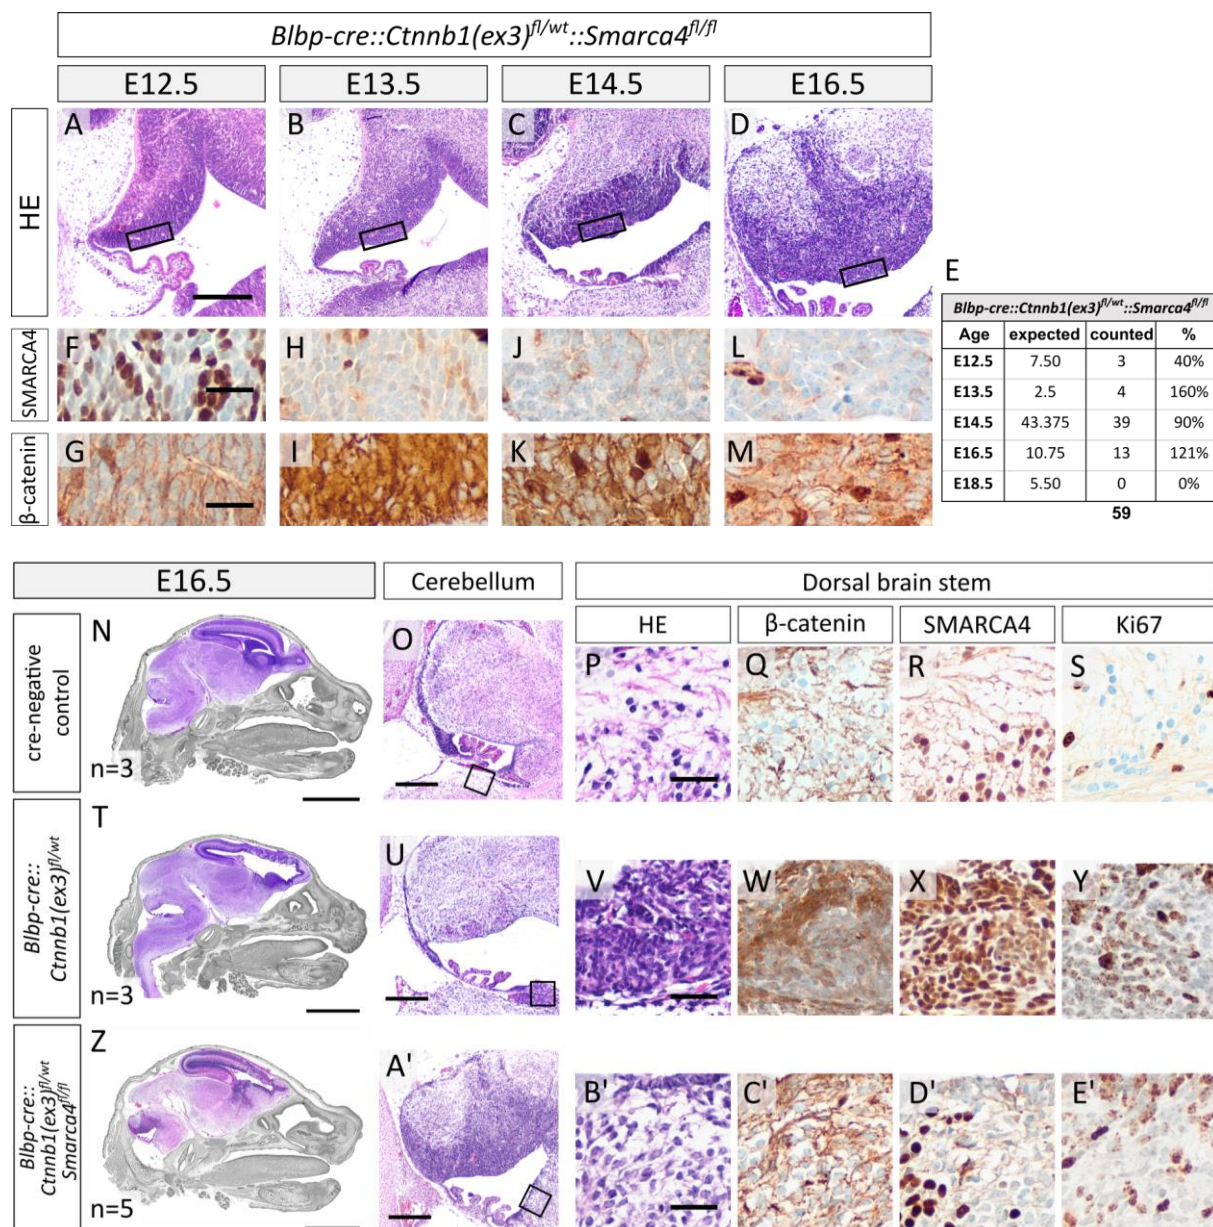 Blbp-cre::Ctnnb1(ex3)fl/wt::Smarca4fl/fl
E12.5 E13.5 E14.5 E16.5
HE
A B C D
E
Blbp-cre::Ctnnb1(ex3)fl/wt::Smarca4fl/fl
Age expected counted %
E12.5 7.50 3 40%
E13.5 2.5 4 160%
E14.5 43.375 39 90%
E16.5 10.75 13 121%
E18.5 5.50 0 0%
59
SMARCA4
F H J L
β-catenin
G I K M
E16.5 Cerebellum Dorsal brain stem
HE β-catenin SMARCA4 Ki67
cre-negative
control
N O P Q R S
n=3
Blbp-cre::
Ctnnb1(ex3)fl/wt
T U V W X Y
n=3
Blbp-cre::
Ctnnb1(ex3)fl/wt
Smarca4fl/fl
Z A' B' C' D' E'
n=5